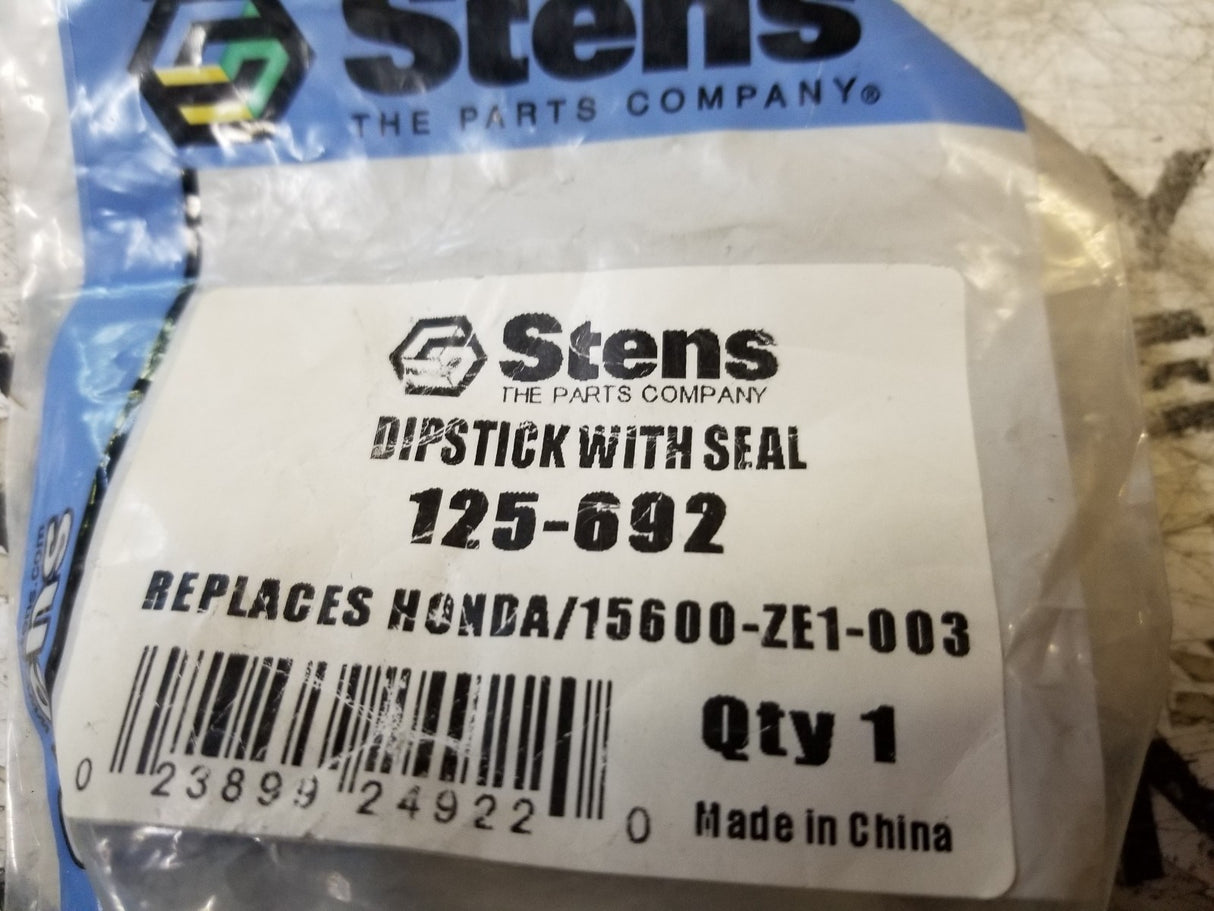 Stens
THE PARTS COMPANY®
Stens
THE PARTS COMPANY
DIPSTICK WITH SEAL
125-692
REPLACES HONDA/15600-ZE1-003
Qty 1
0 23899 24922 0
Made in China